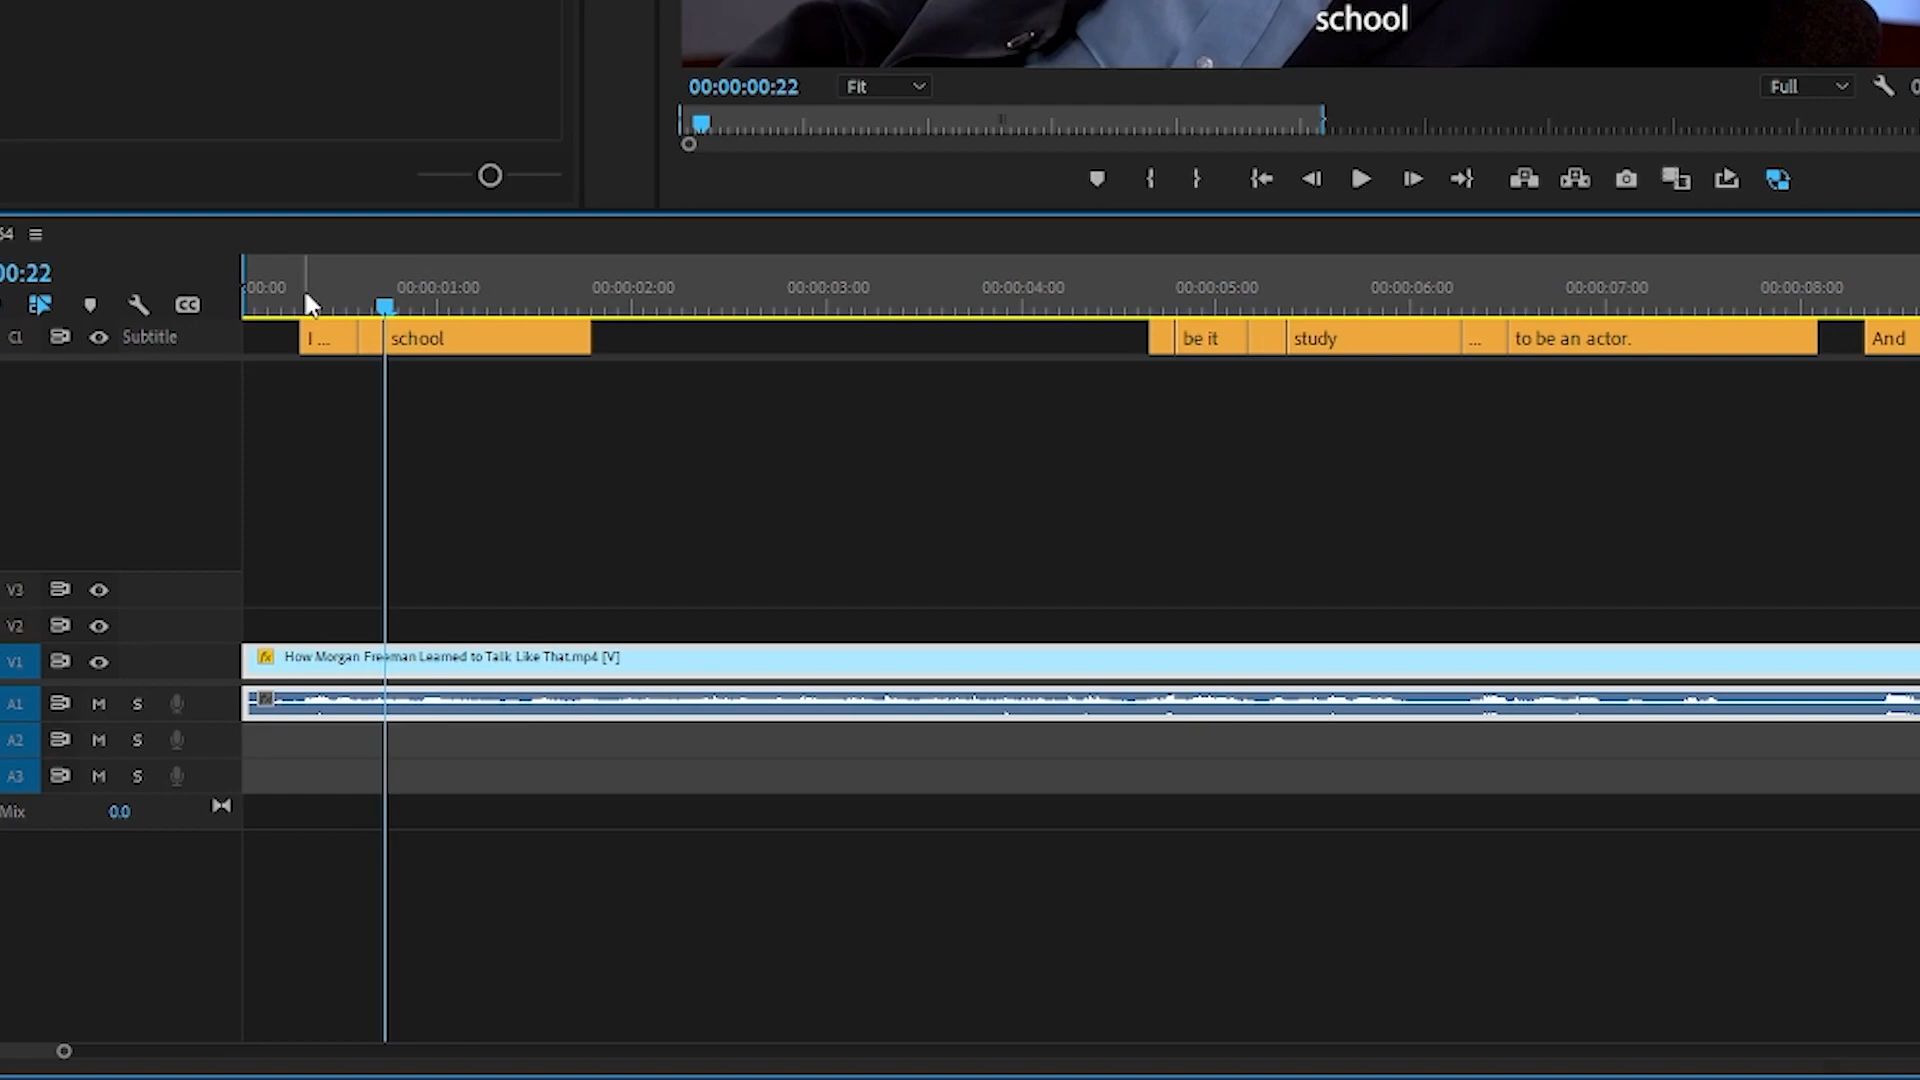 school
00:00:00:22
Fit
Full
00:22
:00:00
00:00:01:00
00:00:02:00
00:00:03:00
00:00:04:00
00:00:05:00
00:00:06:00
00:00:07:00
00:00:08:00
C1
Subtitle
I ...
school
be it
study
...
to be an actor.
And
V3
V2
V1
fx
How Morgan Freeman Learned to Talk Like That.mp4 [V]
A1
M
S
A2
M
S
A3
M
S
Mix
0.0